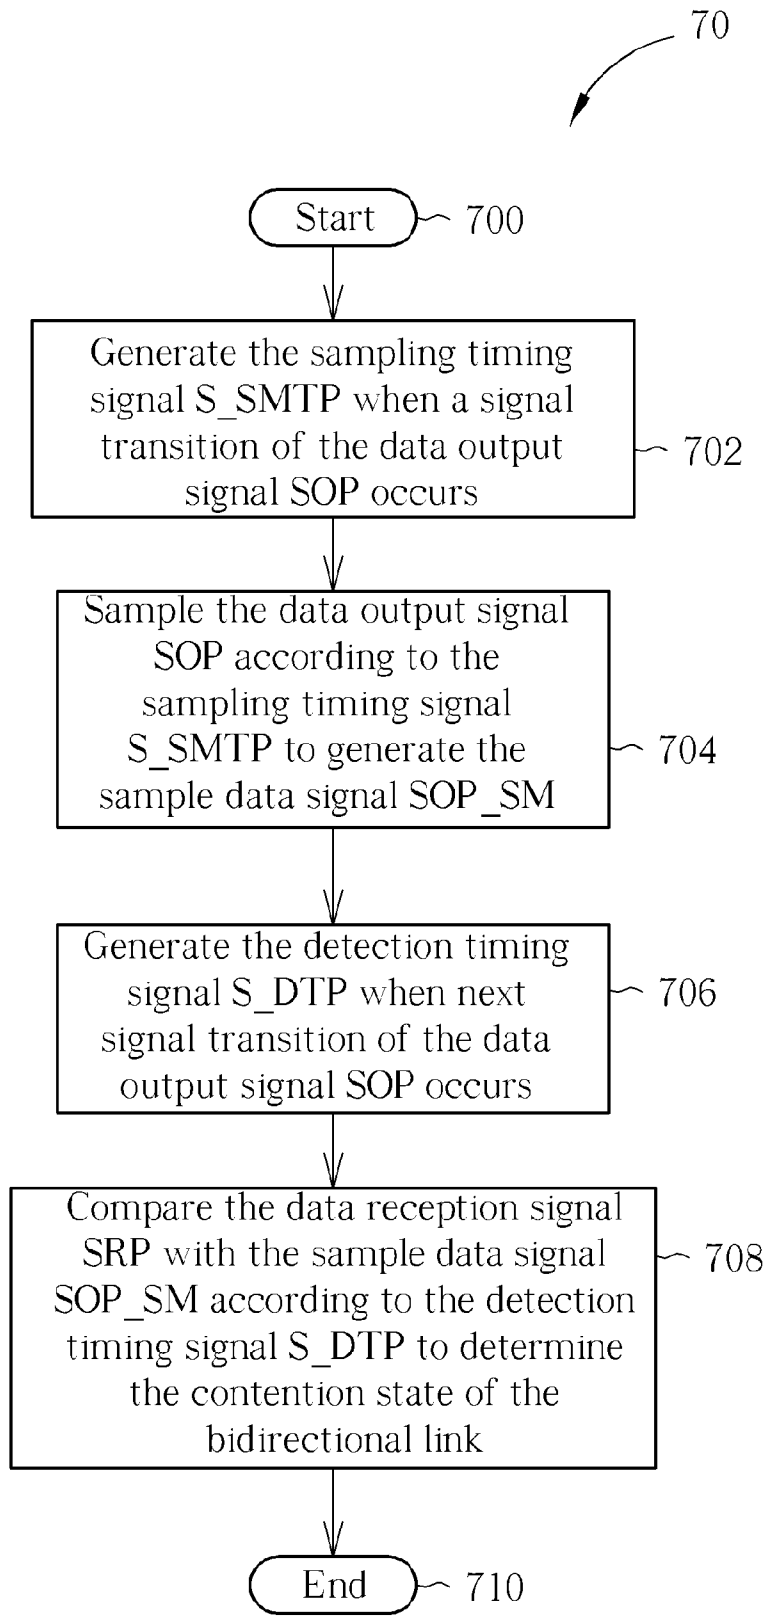 70
Start
700
Generate the sampling timing
signal S_SMTP when a signal
transition of the data output
signal SOP occurs
702
Sample the data output signal
SOP according to the
sampling timing signal
S_SMTP to generate the
sample data signal SOP_SM
704
Generate the detection timing
signal S_DTP when next
signal transition of the data
output signal SOP occurs
706
Compare the data reception signal
SRP with the sample data signal
SOP_SM according to the detection
timing signal S_DTP to determine
the contention state of the
bidirectional link
708
End
710